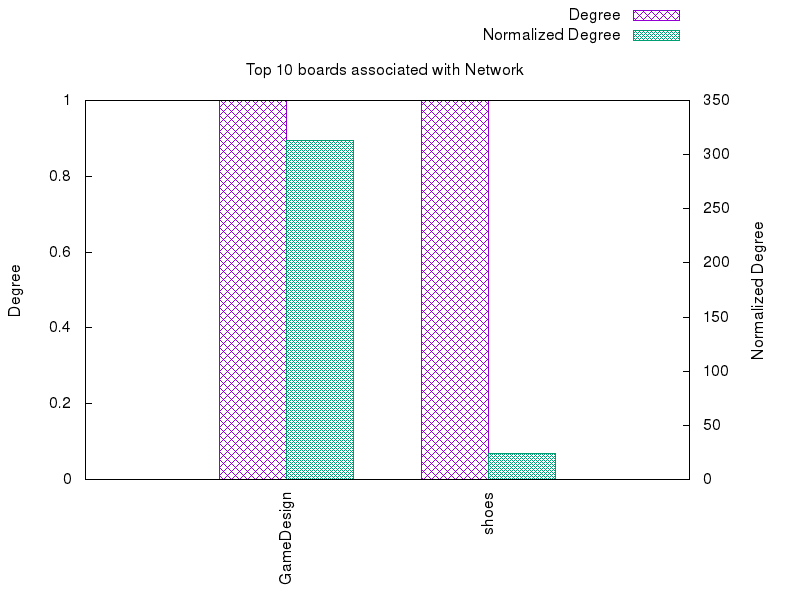 Degree
Normalized Degree
Top 10 boards associated with Network
1
0.8
0.6
0.4
0.2
0
Degree
350
300
250
200
150
100
50
0
Normalized Degree
GameDesign
shoes